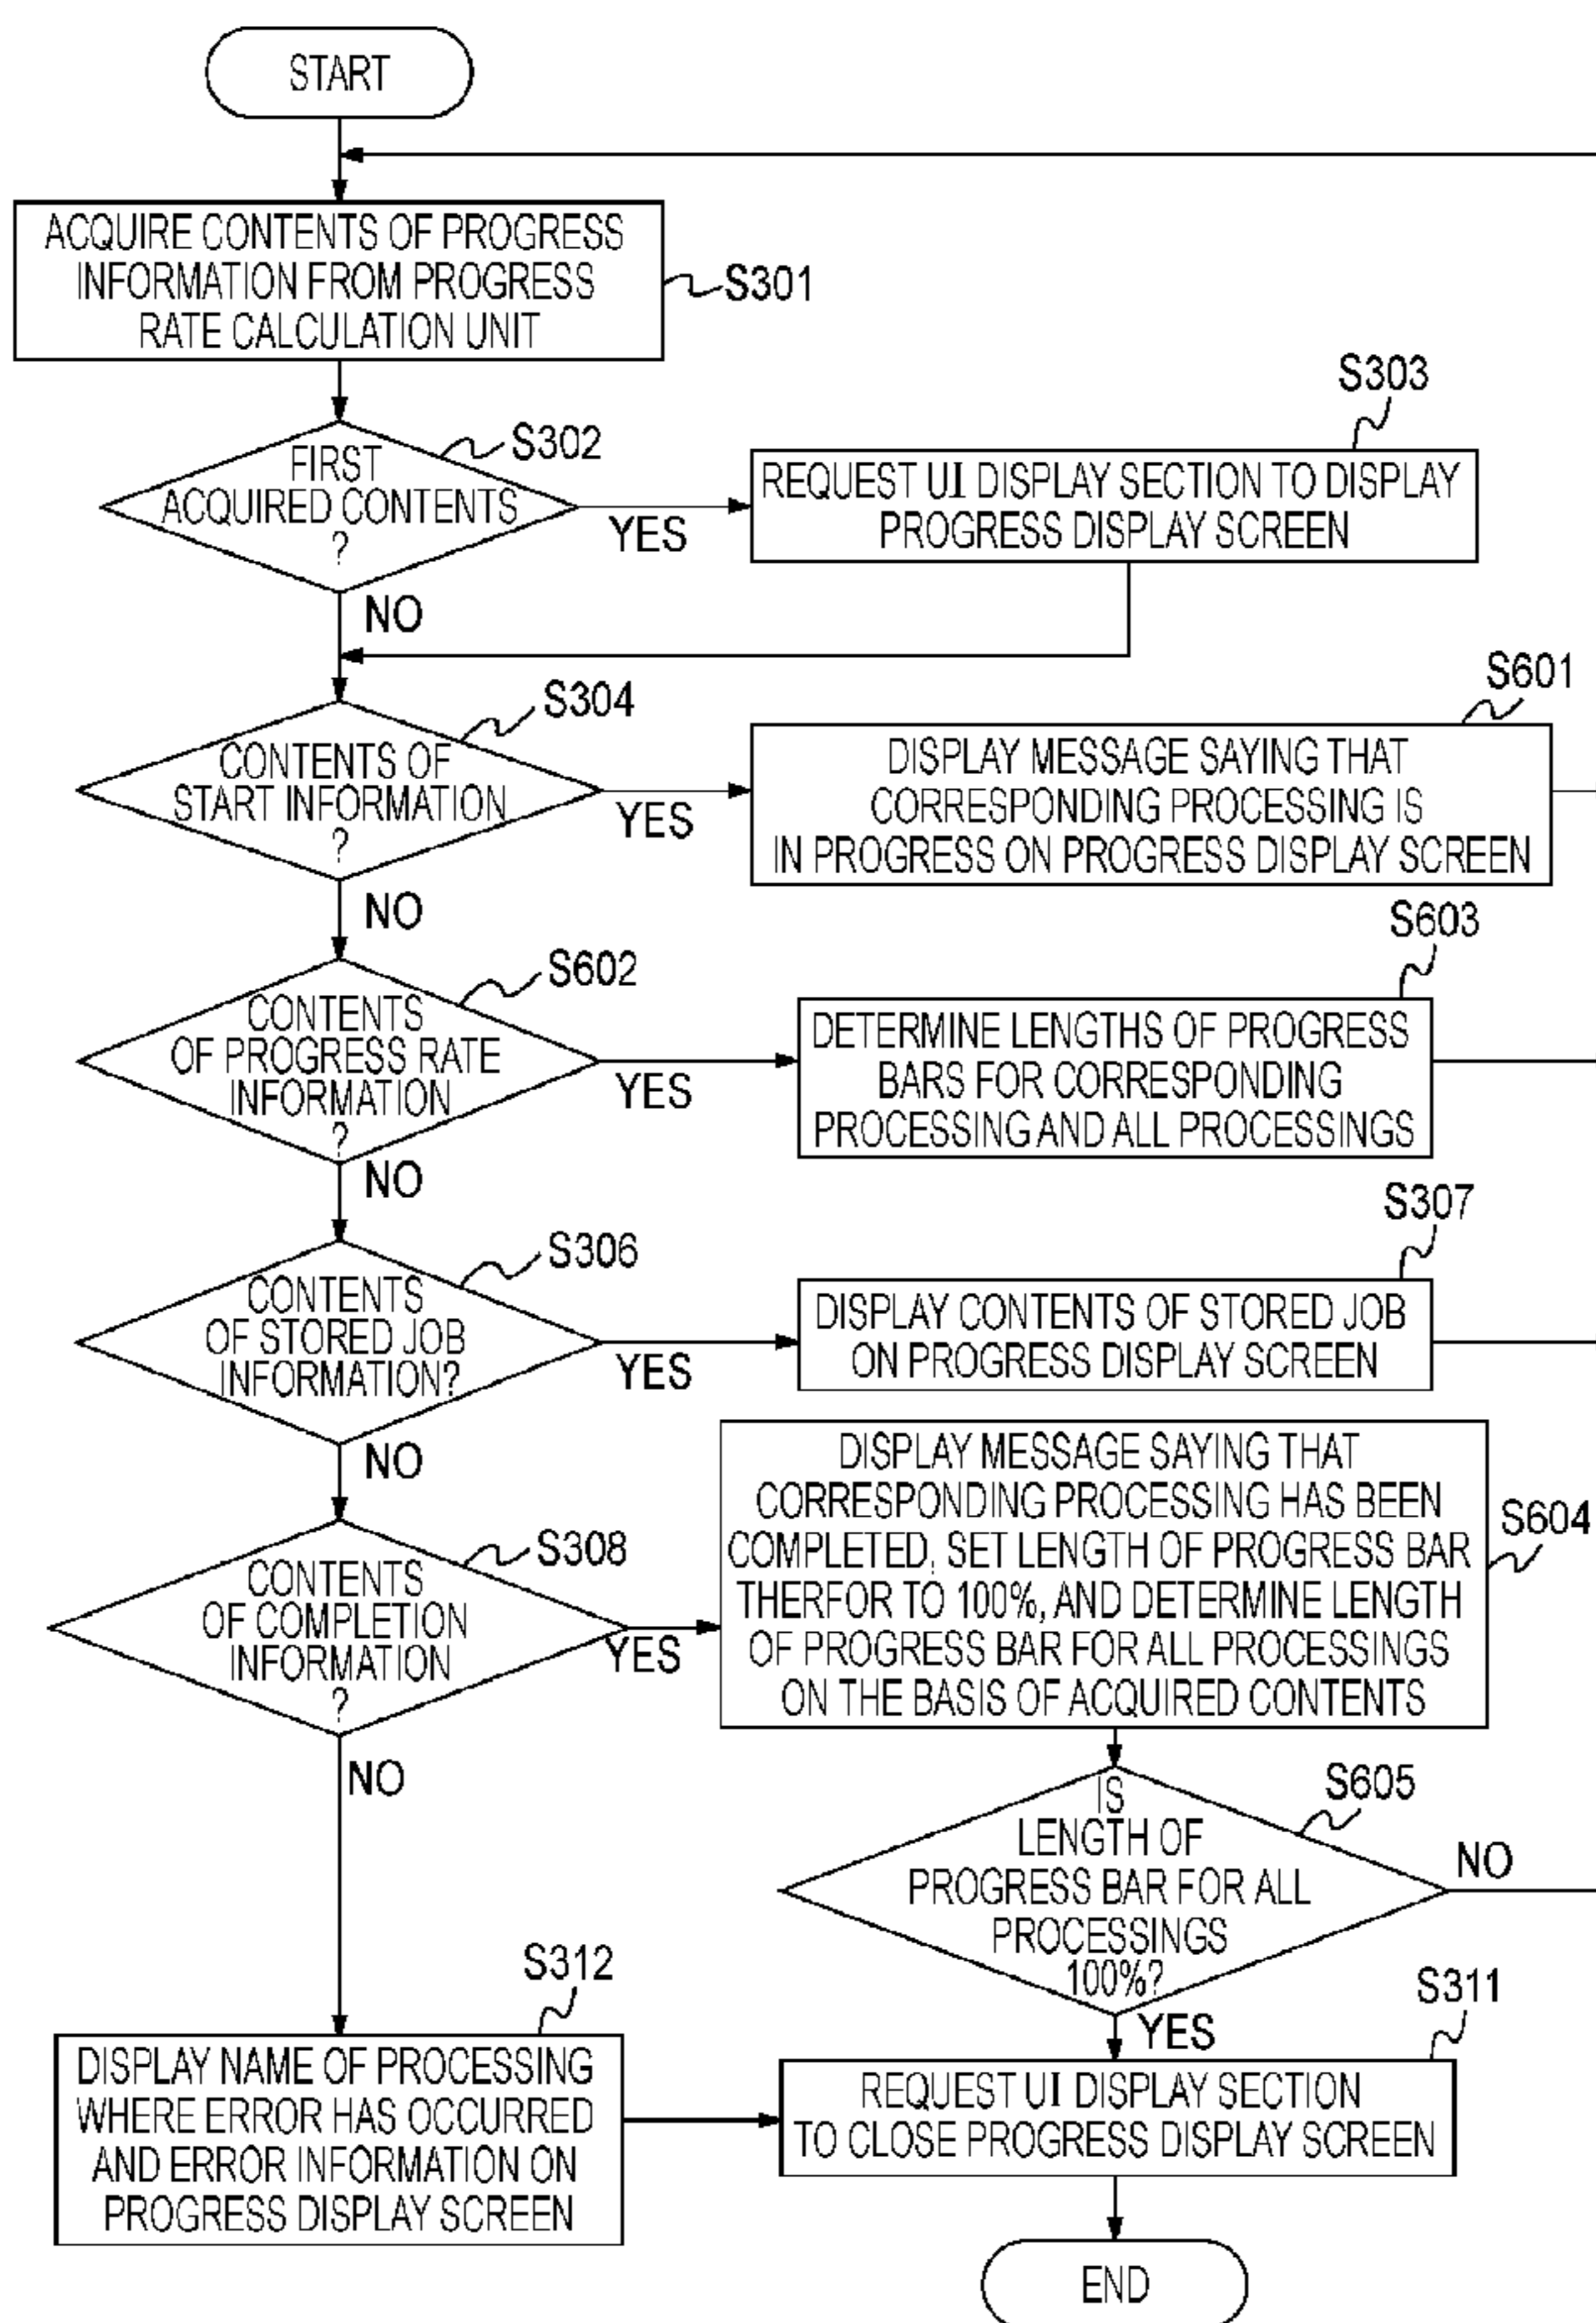 START
ACQUIRE CONTENTS OF PROGRESS
INFORMATION FROM PROGRESS
RATE CALCULATION UNIT
S301
FIRST
ACQUIRED CONTENTS
?
S302
YES
NO
S303
REQUEST UI DISPLAY SECTION TO DISPLAY
PROGRESS DISPLAY SCREEN
S304
CONTENTS OF
START INFORMATION
?
YES
NO
S601
DISPLAY MESSAGE SAYING THAT
CORRESPONDING PROCESSING IS
IN PROGRESS ON PROGRESS DISPLAY SCREEN
S602
CONTENTS
OF PROGRESS RATE
INFORMATION
?
YES
NO
S603
DETERMINE LENGTHS OF PROGRESS
BARS FOR CORRESPONDING
PROCESSING AND ALL PROCESSINGS
S306
CONTENTS
OF STORED JOB
INFORMATION?
YES
NO
S307
DISPLAY CONTENTS OF STORED JOB
ON PROGRESS DISPLAY SCREEN
S308
CONTENTS
OF COMPLETION
INFORMATION
?
YES
NO
DISPLAY MESSAGE SAYING THAT
CORRESPONDING PROCESSING HAS BEEN
COMPLETED, SET LENGTH OF PROGRESS BAR
THERFOR TO 100%, AND DETERMINE LENGTH
OF PROGRESS BAR FOR ALL PROCESSINGS
ON THE BASIS OF ACQUIRED CONTENTS
S604
IS
LENGTH OF
PROGRESS BAR FOR ALL
PROCESSINGS
100%?
S605
NO
YES
S312
DISPLAY NAME OF PROCESSING
WHERE ERROR HAS OCCURRED
AND ERROR INFORMATION ON
PROGRESS DISPLAY SCREEN
S311
REQUEST UI DISPLAY SECTION
TO CLOSE PROGRESS DISPLAY SCREEN
END